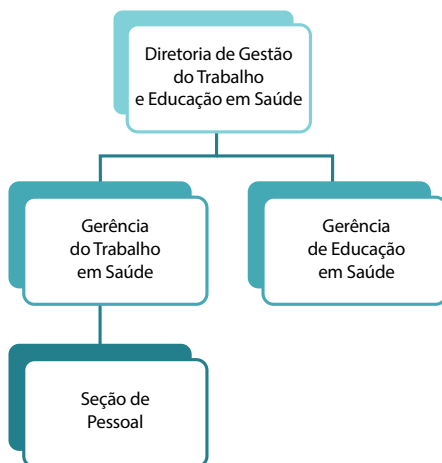 Diretoria de Gestão
do Trabalho
e Educação em Saúde
Gerência
do Trabalho
em Saúde
Gerência
de Educação
em Saúde
Seção de
Pessoal